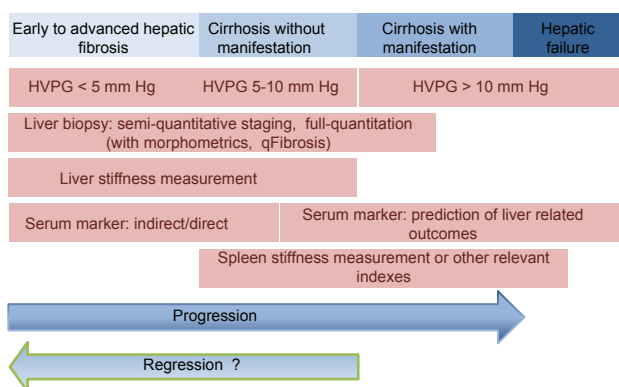 Early to advanced hepatic
fibrosis
Cirrhosis without
manifestation
Cirrhosis with
manifestation
Hepatic
failure
HVPG < 5 mm Hg
HVPG 5-10 mm Hg
HVPG > 10 mm Hg
Liver biopsy: semi-quantitative staging, full-quantitation
(with morphometrics, qFibrosis)
Liver stiffness measurement
Serum marker: indirect/direct
Serum marker: prediction of liver related
outcomes
Spleen stiffness measurement or other relevant
indexes
Progression
Regression ?